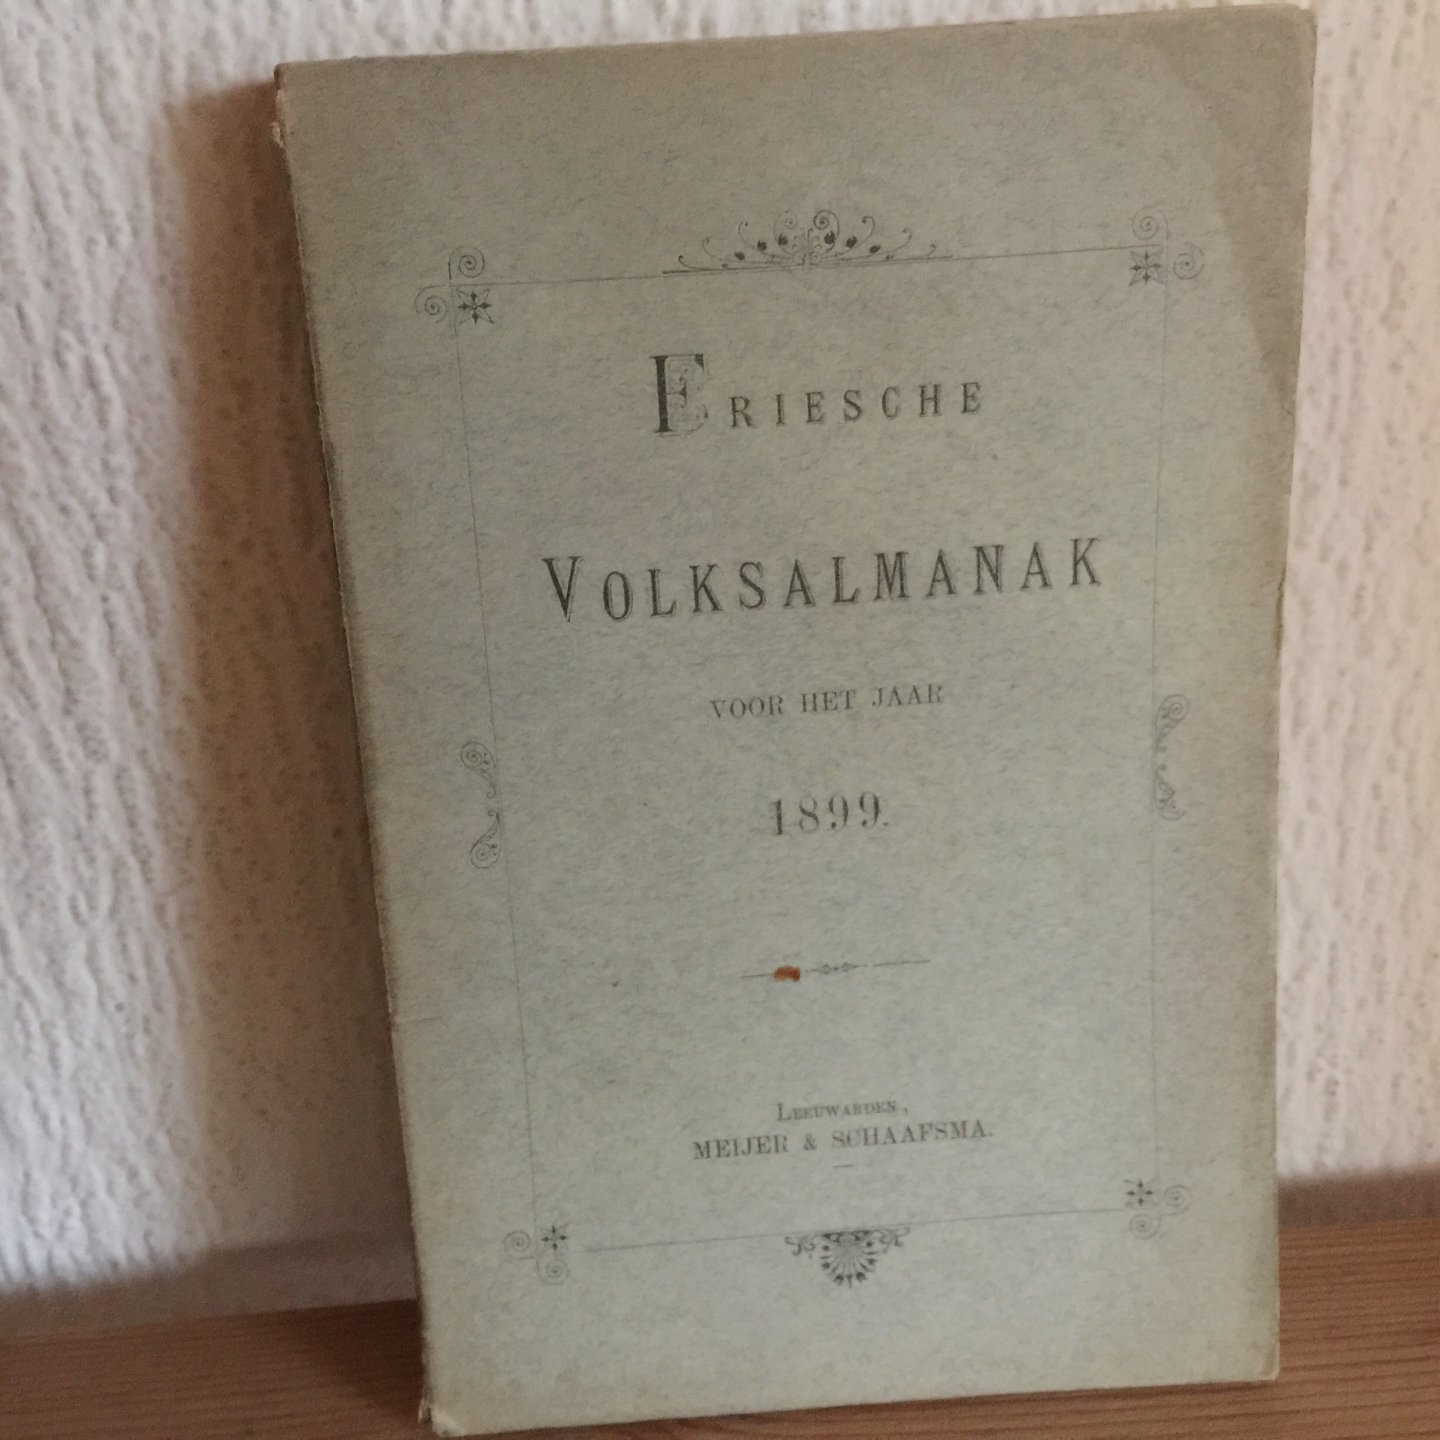 FRIESCHE
VOLKSALMANAK
VOOR HET JAAR
1899.
LEEUWARDEN,
MEIJER & SCHAAFSMA.